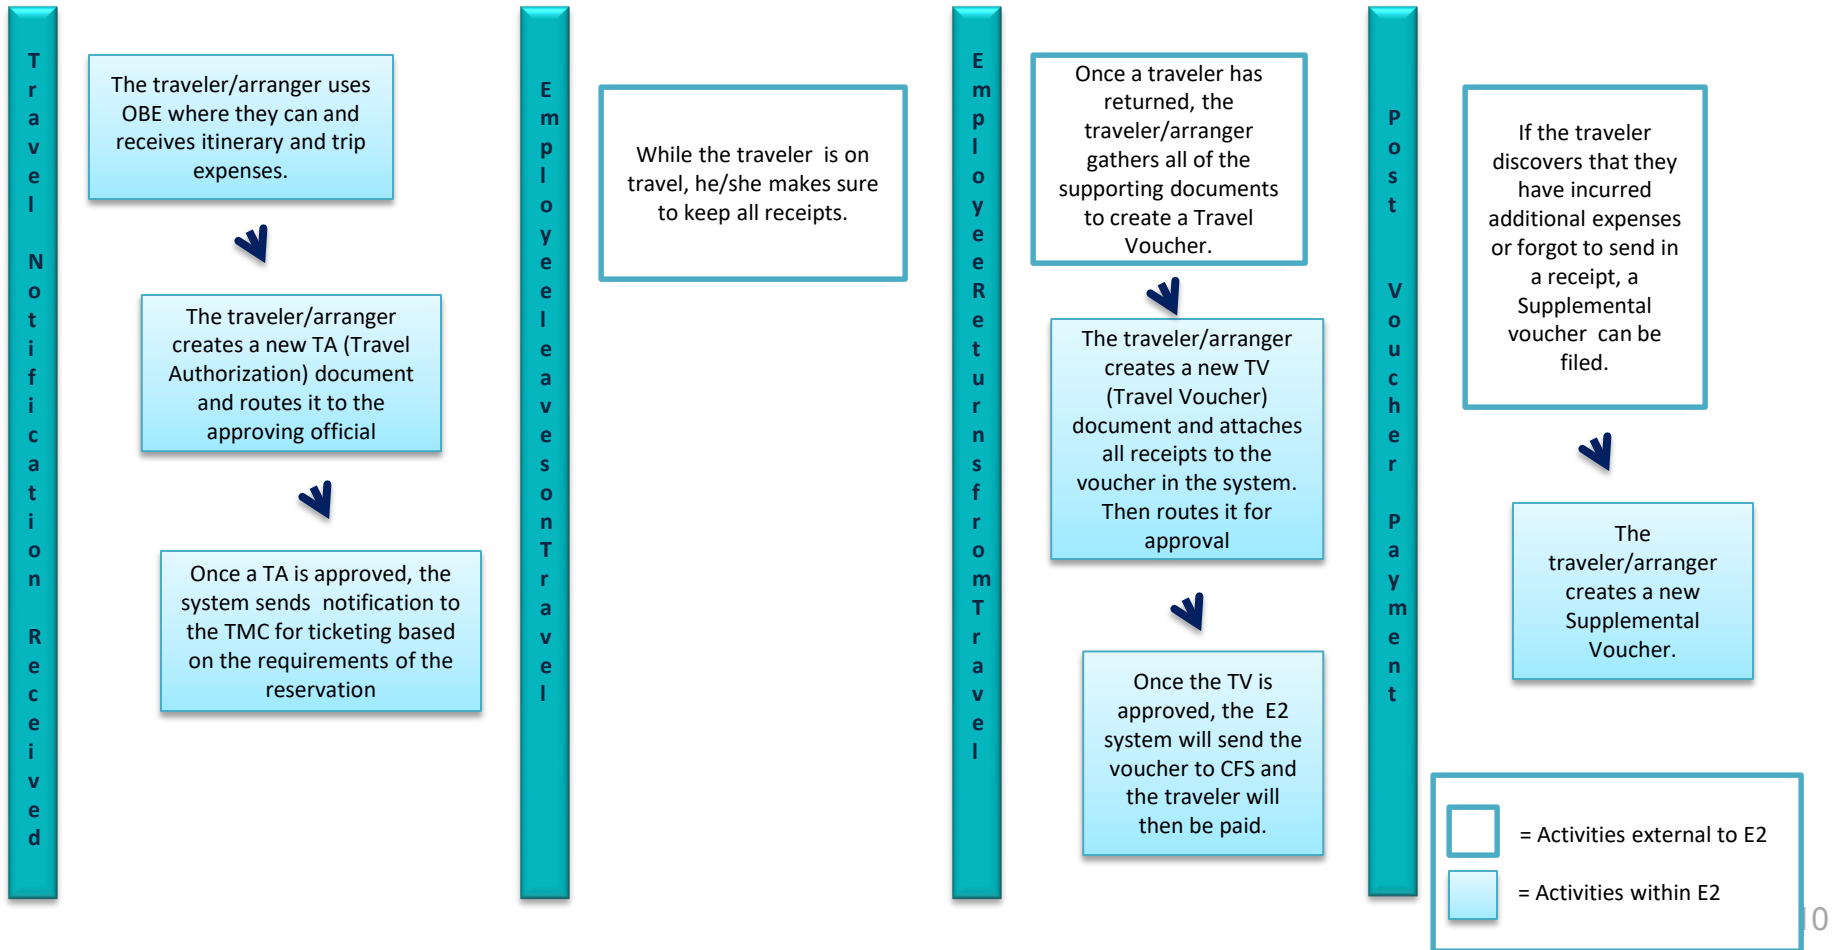 Travel Notification Received
The traveler/arranger uses
OBE where they can and
receives itinerary and trip
expenses.
The traveler/arranger
creates a new TA (Travel
Authorization) document
and routes it to the
approving official
Once a TA is approved, the
system sends notification to
the TMC for ticketing based
on the requirements of the
reservation
EmployeeleavesonTravel
While the traveler is on
travel, he/she makes sure
to keep all receipts.
EmployeeReturnsfromTravel
Once a traveler has
returned, the
traveler/arranger
gathers all of the
supporting documents
to create a Travel
Voucher.
The traveler/arranger
creates a new TV
(Travel Voucher)
document and attaches
all receipts to the
voucher in the system.
Then routes it for
approval
Once the TV is
approved, the E2
system will send the
voucher to CFS and
the traveler will
then be paid.
Post Voucher Payment
If the traveler
discovers that they
have incurred
additional expenses
or forgot to send in
a receipt, a
Supplemental
voucher can be
filed.
The
traveler/arranger
creates a new
Supplemental
Voucher.
= Activities external to E2
= Activities within E2
10